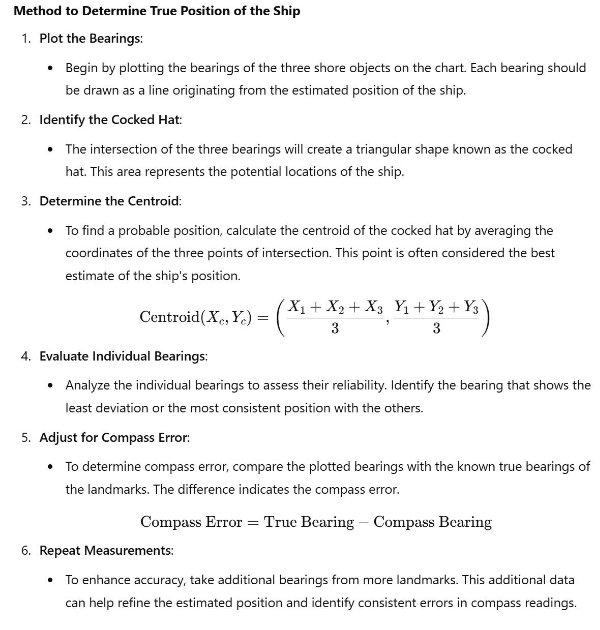 Method to Determine True Position of the Ship
1. Plot the Bearings:
• Begin by plotting the bearings of the three shore objects on the chart. Each bearing should
be drawn as a line originating from the estimated position of the ship.
2. Identify the Cocked Hat:
• The intersection of the three bearings will create a triangular shape known as the cocked
hat. This area represents the potential locations of the ship.
3. Determine the Centroid:
• To find a probable position, calculate the centroid of the cocked hat by averaging the
coordinates of the three points of intersection. This point is often considered the best
estimate of the ship's position.
Centroid(X_c, Y_c) = ( (X_1 + X_2 + X_3)/3 , (Y_1 + Y_2 + Y_3)/3 )
4. Evaluate Individual Bearings:
• Analyze the individual bearings to assess their reliability. Identify the bearing that shows the
least deviation or the most consistent position with the others.
5. Adjust for Compass Error:
• To determine compass error, compare the plotted bearings with the known true bearings of
the landmarks. The difference indicates the compass error.
Compass Error = True Bearing − Compass Bearing
6. Repeat Measurements:
• To enhance accuracy, take additional bearings from more landmarks. This additional data
can help refine the estimated position and identify consistent errors in compass readings.